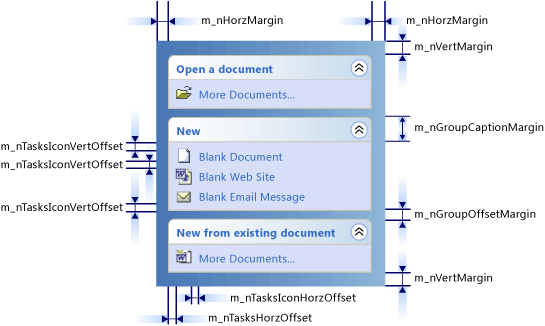 m_nHorzMargin
m_nHorzMargin
m_nVertMargin
Open a document
More Documents...
m_nGroupCaptionMargin
New
m_nTasksIconVertOffset
Blank Document
m_nTasksIconVertOffset
Blank Web Site
Blank Email Message
m_nTasksIconVertOffset
m_nGroupOffsetMargin
New from existing document
More Documents...
m_nVertMargin
m_nTasksIconHorzOffset
m_nTasksHorzOffset